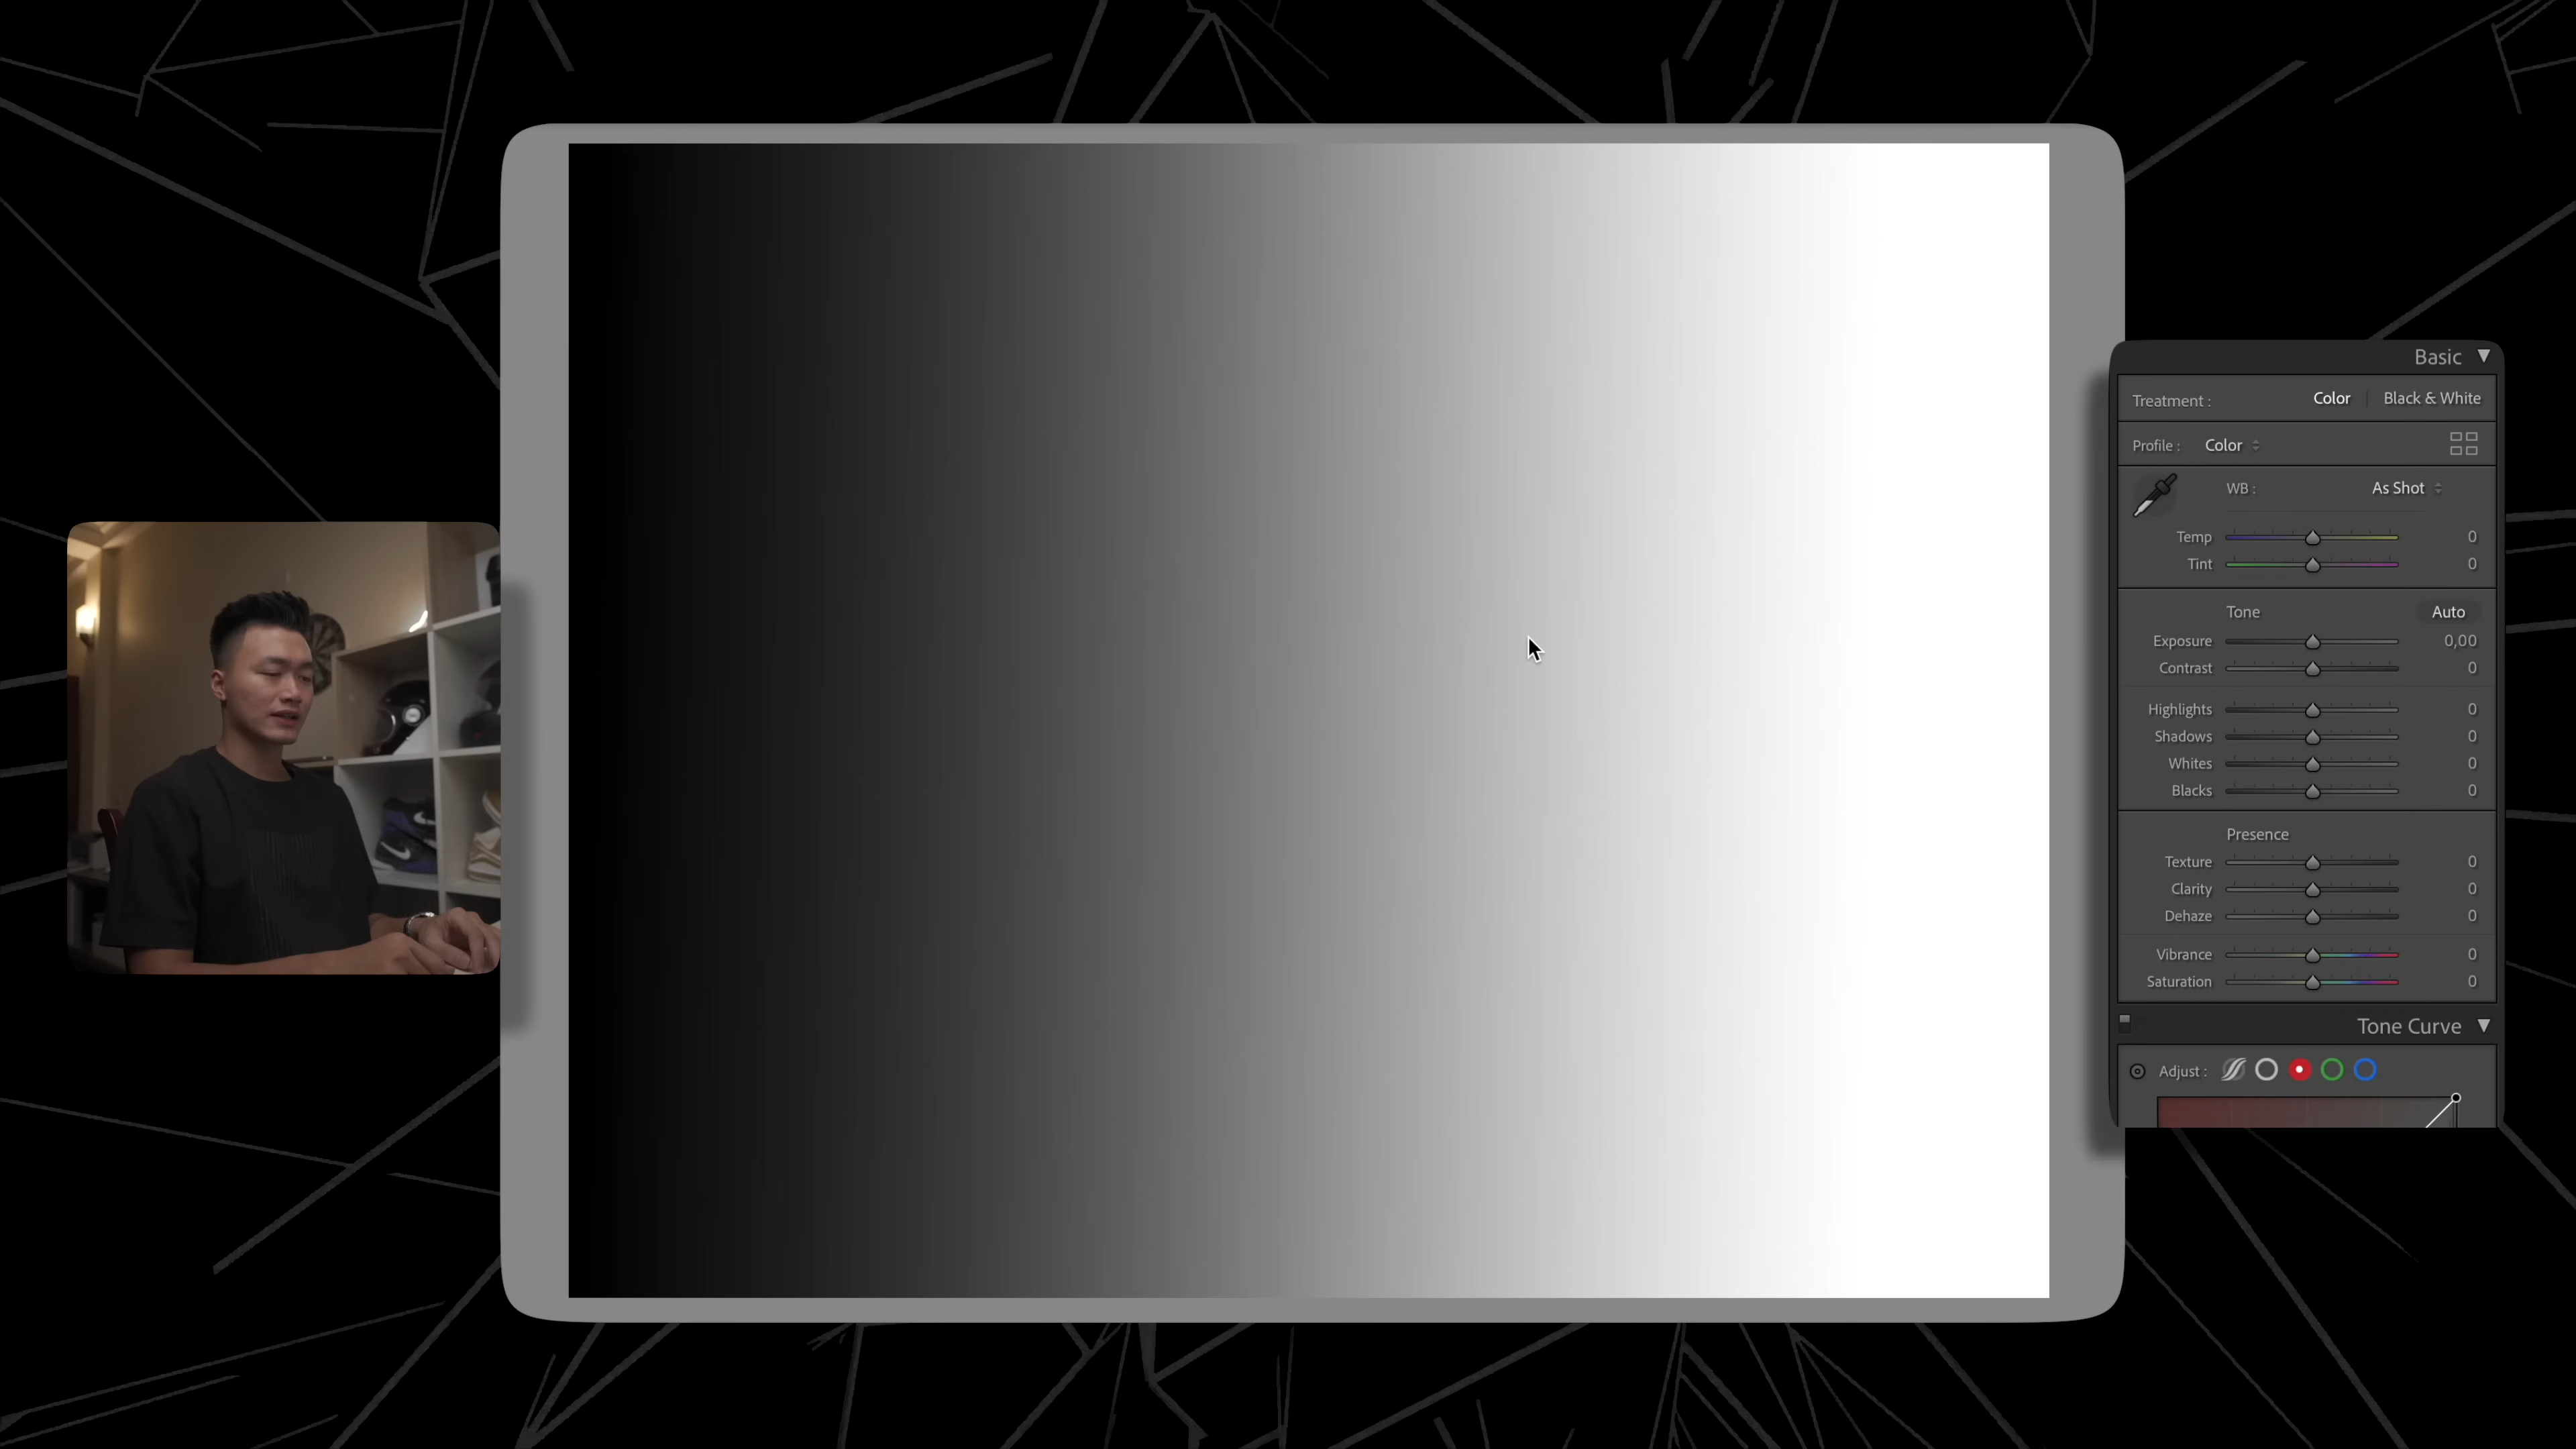 Basic
Treatment : Color Black & White
Profile : Color
WB : As Shot
Temp 0
Tint 0
Tone Auto
Exposure 0,00
Contrast 0
Highlights 0
Shadows 0
Whites 0
Blacks 0
Presence
Texture 0
Clarity 0
Dehaze 0
Vibrance 0
Saturation 0
Tone Curve
Adjust :